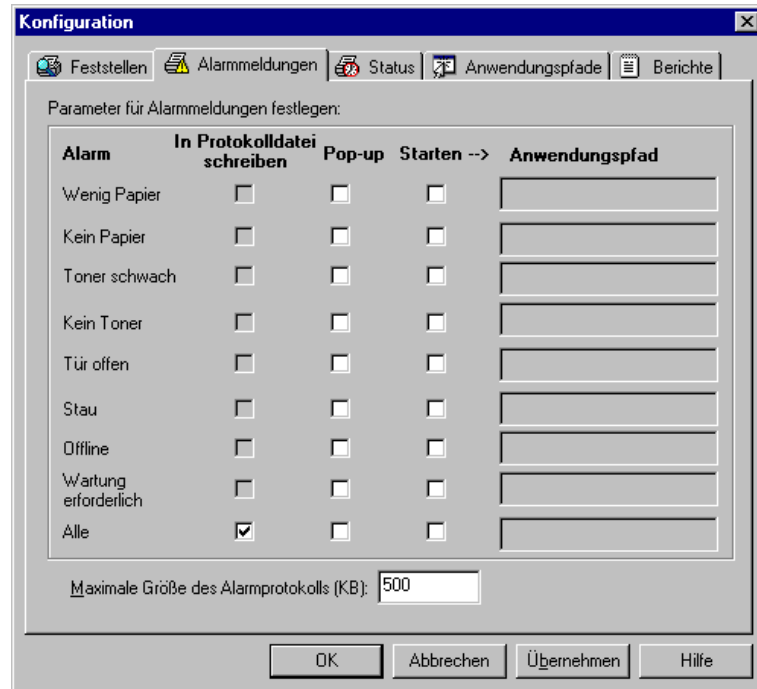 Konfiguration
Feststellen Alarmmeldungen Status Anwendungspfade Berichte
Parameter für Alarmmeldungen festlegen:
Alarm In Protokolldatei schreiben Pop-up Starten --> Anwendungspfad
Wenig Papier
Kein Papier
Toner schwach
Kein Toner
Tür offen
Stau
Offline
Wartung
erforderlich
Alle
Maximale Größe des Alarmprotokolls (KB): 500
OK Abbrechen Übernehmen Hilfe